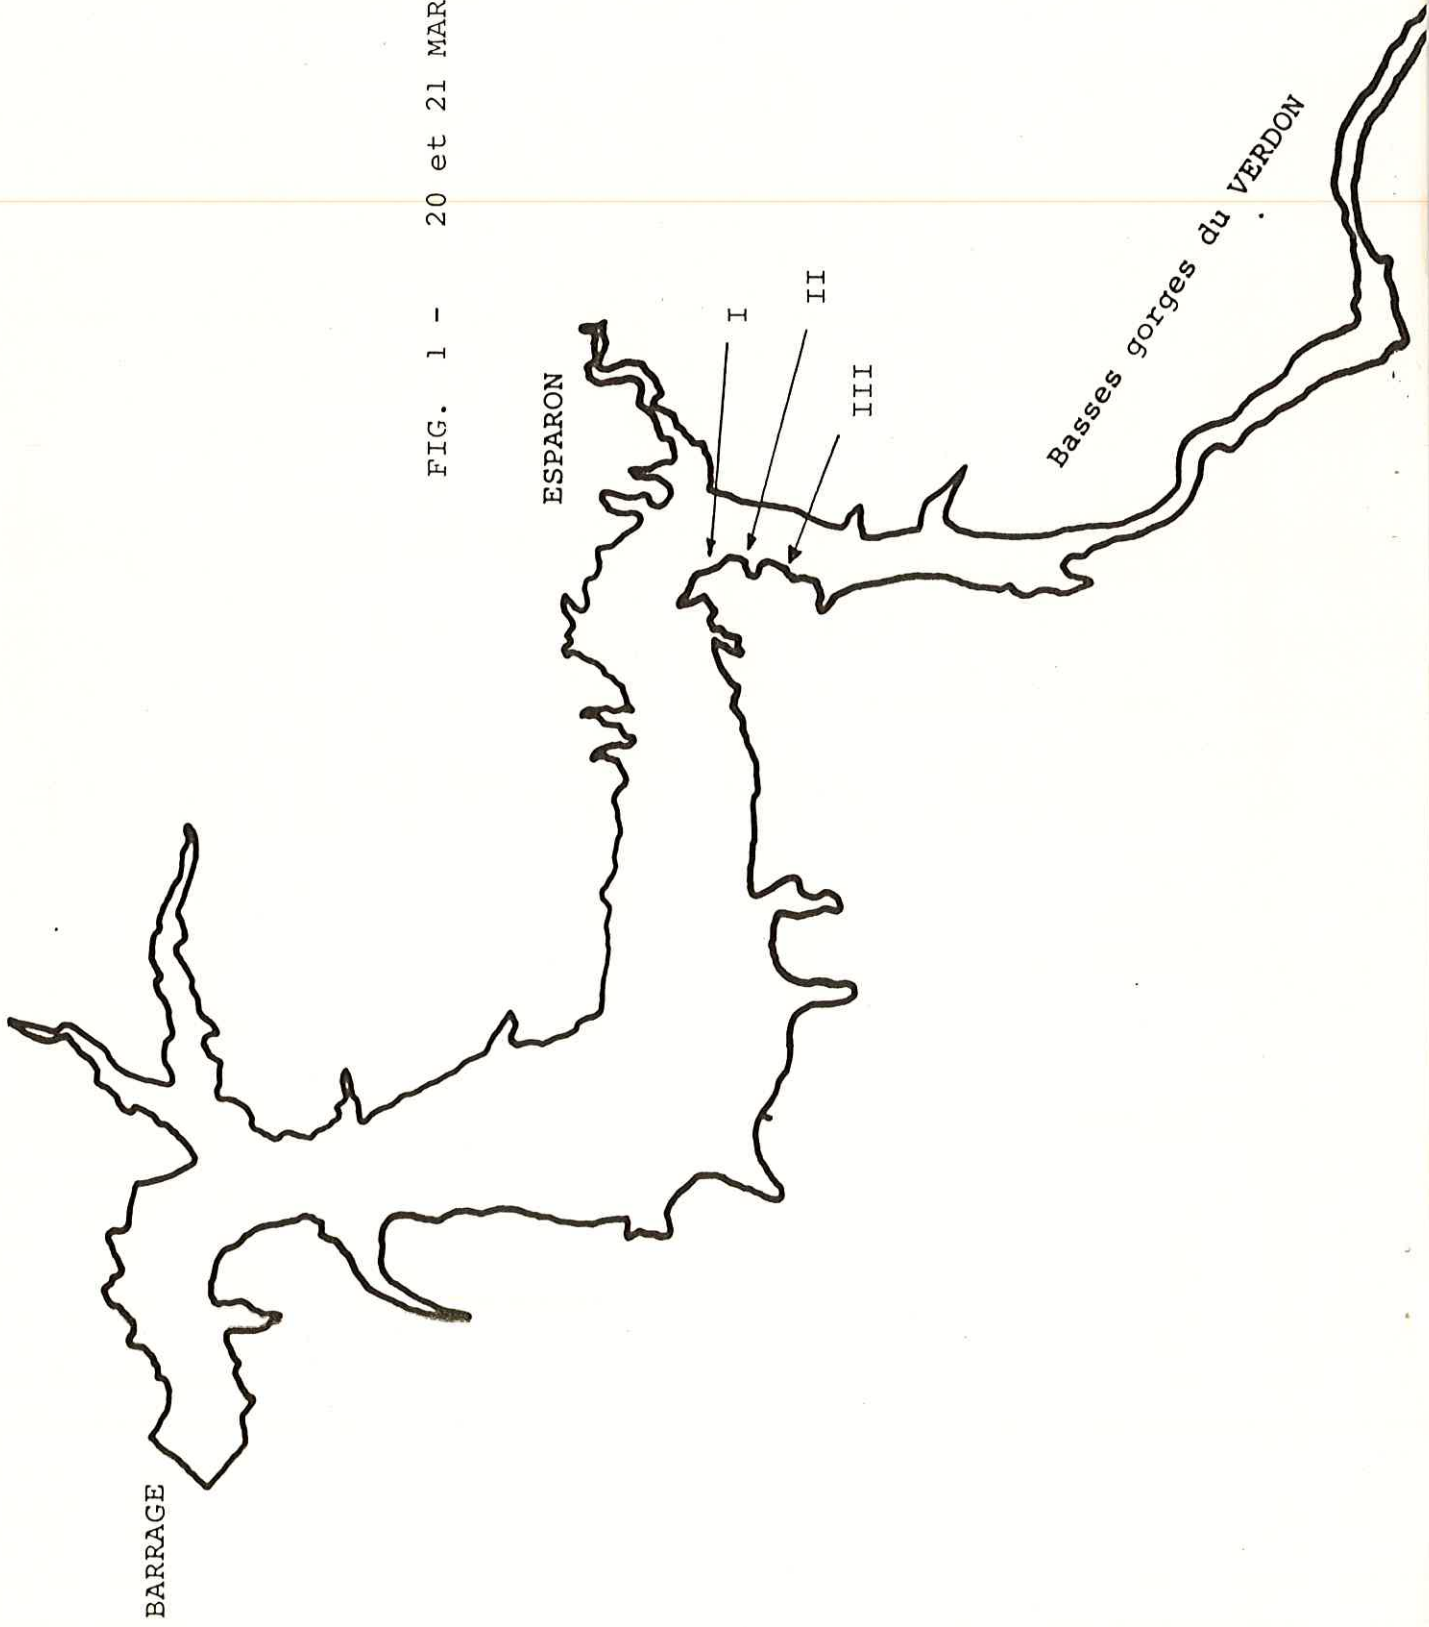 FIG. 1 - 20 et 21 MAR
ESPARON
I
II
III
Basses gorges du VERDON
BARRAGE